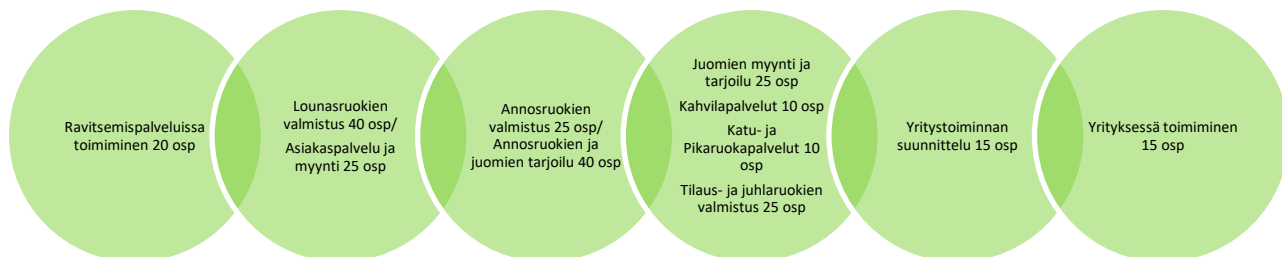 Ravitsemispalveluissa
toimiminen 20 osp
Lounasruokien
valmistus 40 osp/
Asiakaspalvelu ja
myynti 25 osp
Annosruokien
valmistus 25 osp/
Annosruokien ja
juomien tarjoilu 40 osp
Juomien myynti ja
tarjoilu 25 osp
Kahvilapalvelut 10 osp
Katu- ja
Pikaruokapalvelut 10
osp
Tilaus- ja juhlaruokien
valmistus 25 osp
Yritystoiminnan
suunnittelu 15 osp
Yrityksessä toimiminen
15 osp